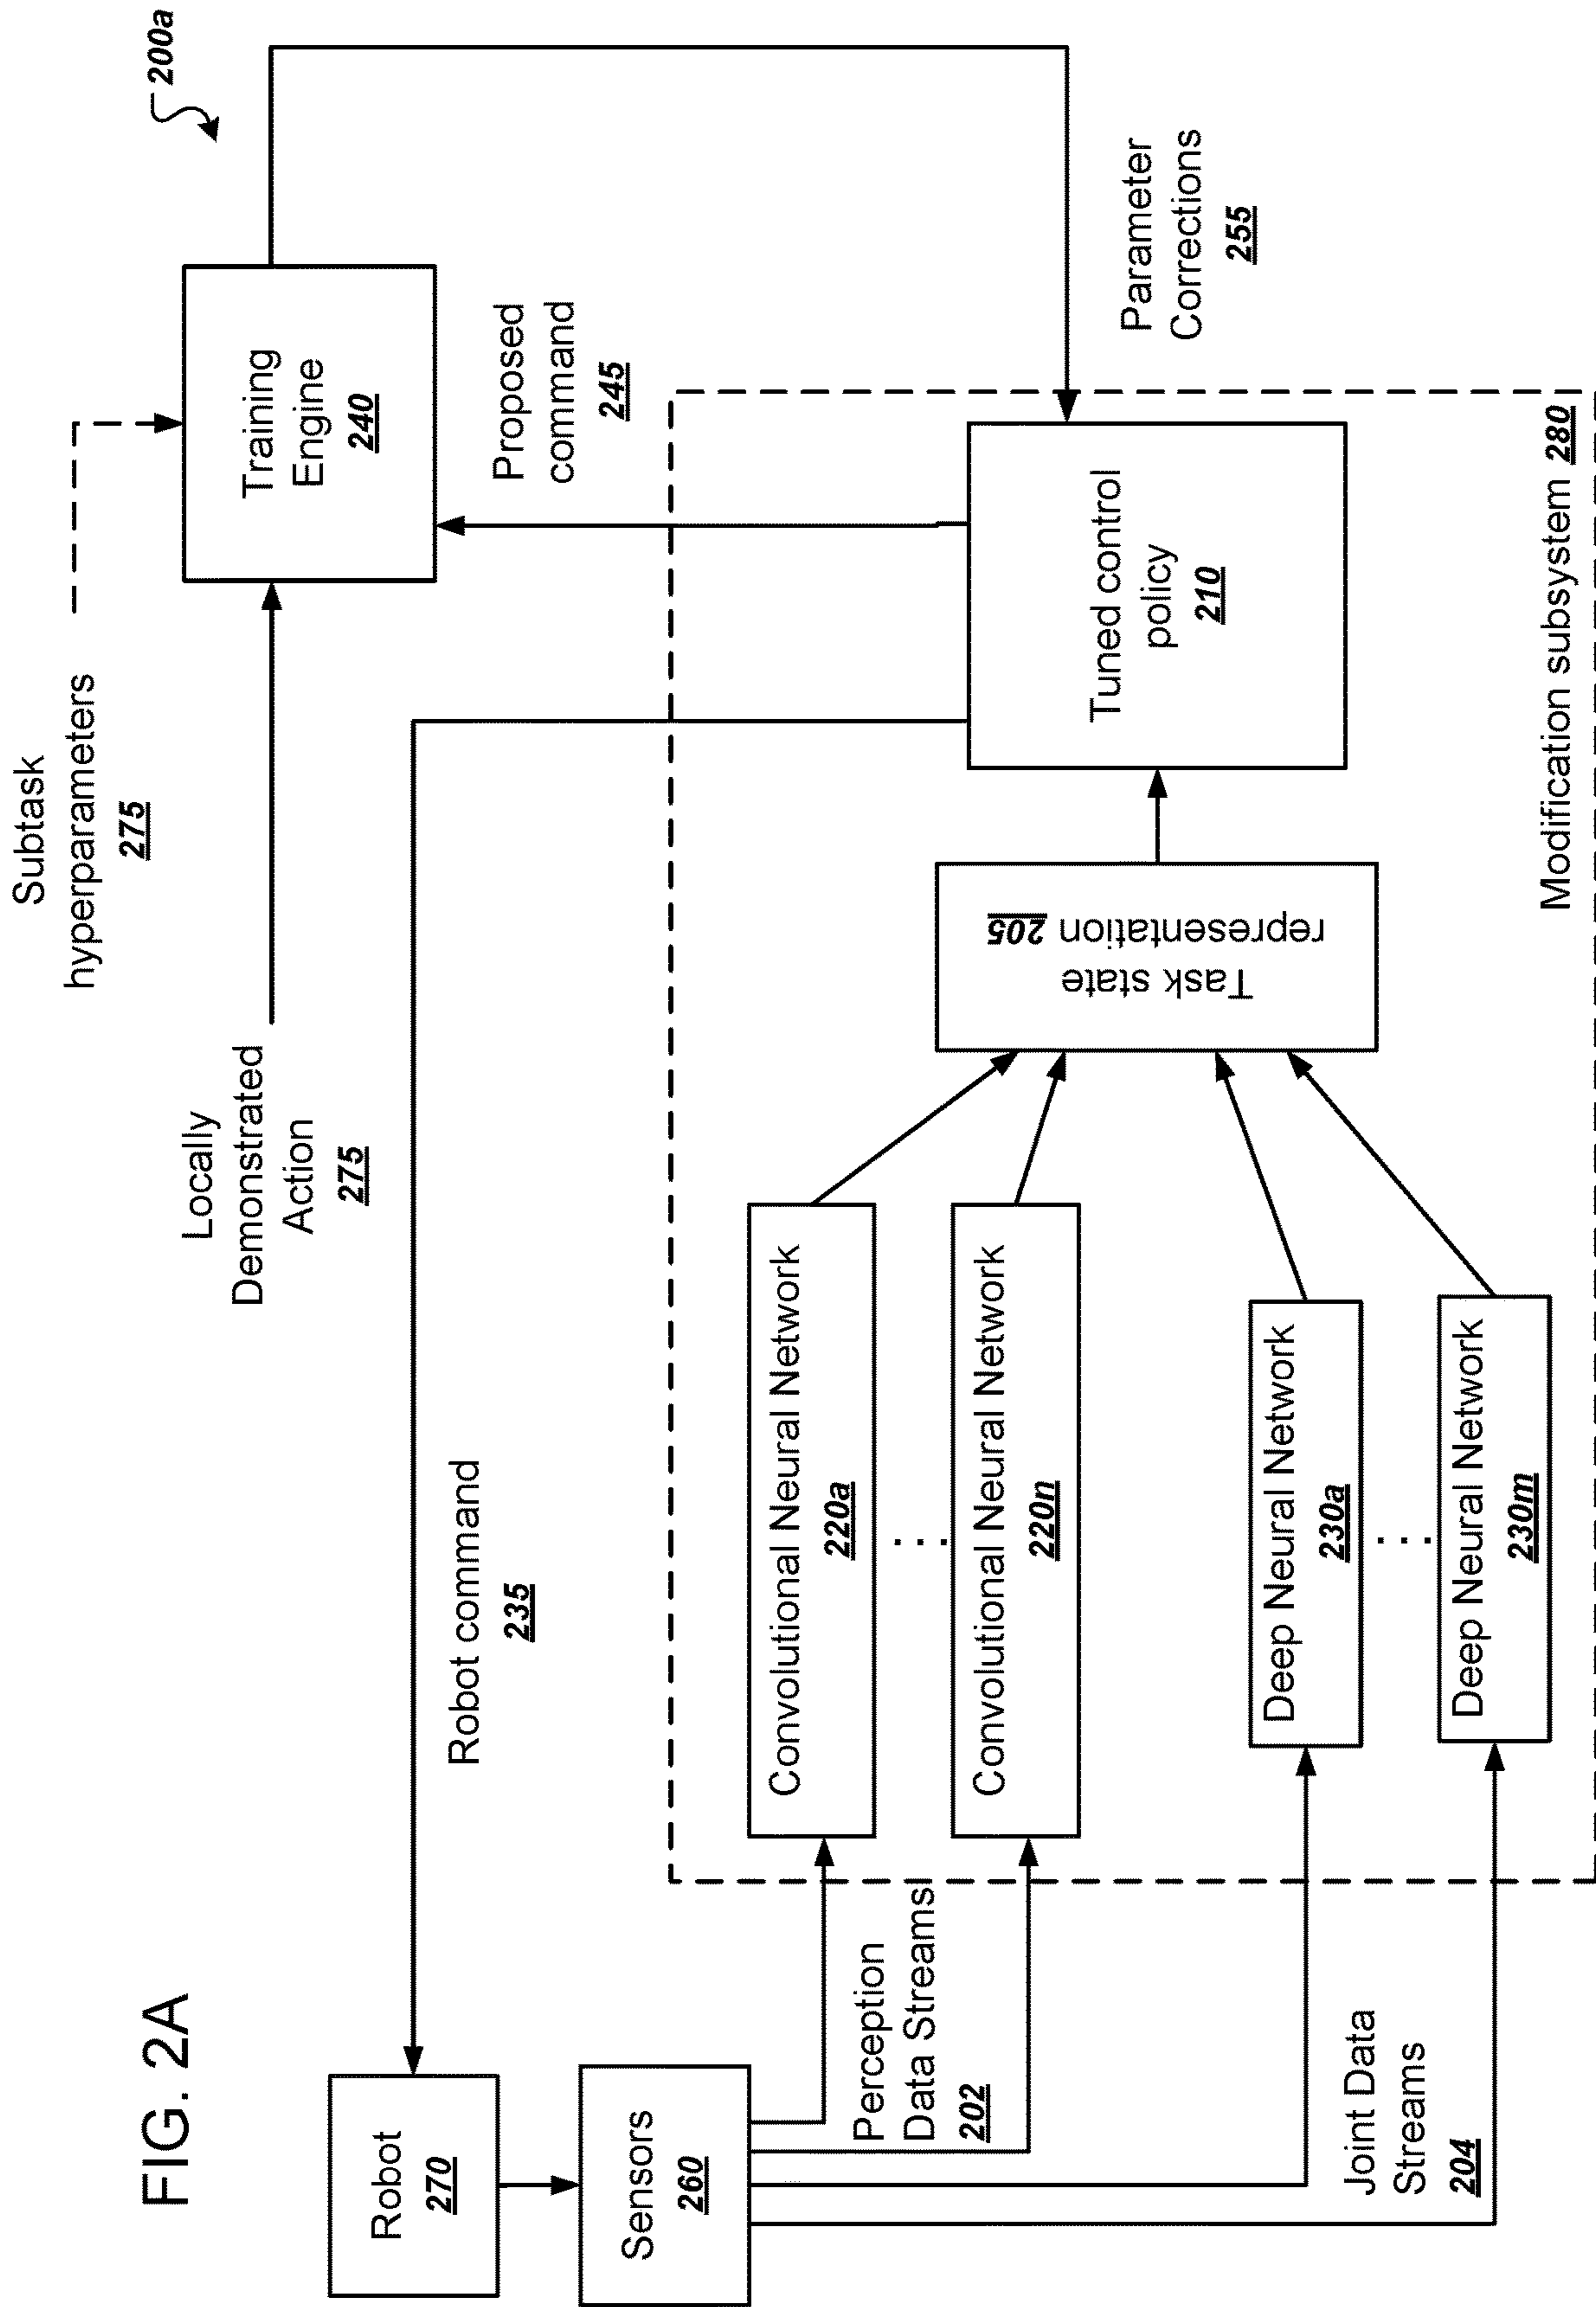 FIG. 2A
200a
Subtask
hyperparameters
275
Locally
Demonstrated
Action
275
Training
Engine
240
Robot
270
Robot command
235
Proposed
command
245
Sensors
260
Perception
Data Streams
202
Joint Data
Streams
204
Convolutional Neural Network
220a
...
Convolutional Neural Network
220n
Deep Neural Network
230a
...
Deep Neural Network
230m
Task state
representation 205
Tuned control
policy
210
Parameter
Corrections
255
Modification subsystem 280